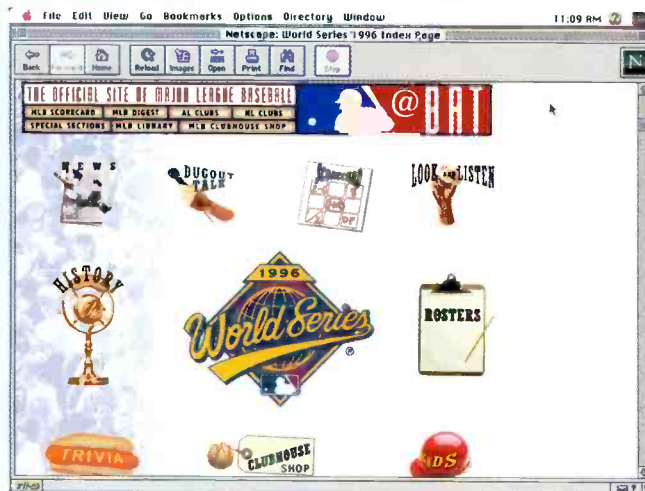 File Edit View Go Bookmarks Options Directory Window
11:09 AM
Netscape: World Series 1996 Index Page
Back
Forward
Home
Reload
Images
Open
Print
Find
Stop
N
THE OFFICIAL SITE OF MAJOR LEAGUE BASEBALL
MLB SCORECARD MLB DIGEST AL CLUBS NL CLUBS
SPECIAL SECTIONS MLB LIBRARY MLB CLUBHOUSE SHOP
@ BAT
NEWS
DUGOUT
TALK
LOOK AND LISTEN
HISTORY
1996
World Series
®
ROSTERS
TRIVIA
CLUBHOUSE
SHOP
KIDS